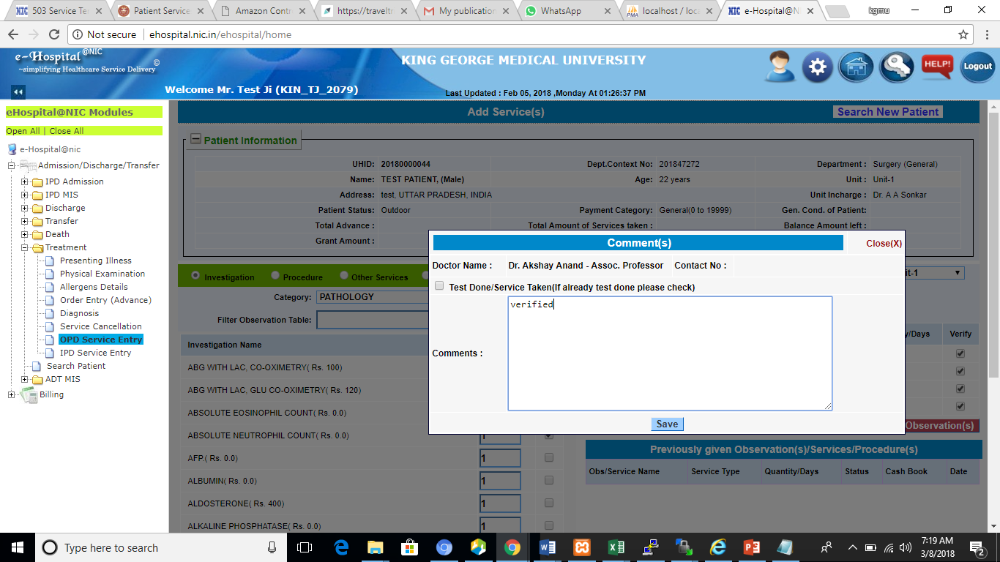 NIC 503 Service Te
Patient Service
Amazon Cont
https://traveltr
My publication
WhatsApp
localhost / loc
NIC e-Hospital@N
kgmu
Not secure | ehospital.nic.in/ehospital/home
e-Hospital @NIC ©
~simplifying Healthcare Service Delivery
KING GEORGE MEDICAL UNIVERSITY
HELP!
Logout
Welcome Mr. Test Ji (KIN_TJ_2079)
Last Updated : Feb 05, 2018 ,Monday At 01:26:37 PM
eHospital@NIC Modules
Open All | Close All
e-Hospital@nic
Admission/Discharge/Transfer
IPD Admission
IPD MIS
Discharge
Transfer
Death
Treatment
Presenting Illness
Physical Examination
Allergens Details
Order Entry (Advance)
Diagnosis
Service Cancellation
OPD Service Entry
IPD Service Entry
Search Patient
ADT MIS
Billing
Add Service(s)
Search New Patient
Patient Information
UHID: 20180000044 Dept.Context No: 201847272 Department : Surgery (General)
Name: TEST PATIENT, (Male) Age: 22 years Unit : Unit-1
Address: test, UTTAR PRADESH, INDIA Unit Incharge : Dr. A A Sonkar
Patient Status: Outdoor Payment Category: General(0 to 19999) Gen. Cond. of Patient:
Total Advance : Total Amount of Services taken : Balance Amount left :
Grant Amount :
Investigation Procedure Other Services
it-1
Category: PATHOLOGY
Filter Observation Table:
Investigation Name
y/Days Verify
ABG WITH LAC, CO-OXIMETRY( Rs. 100)
ABG WITH LAC, GLU CO-OXIMETRY( Rs. 120)
ABSOLUTE EOSINOPHIL COUNT( Rs. 0.0)
ABSOLUTE NEUTROPHIL COUNT( Rs. 0.0) 1
AFP.( Rs. 0.0) 1
ALBUMIN( Rs. 0.0) 1
ALDOSTERONE( Rs. 400) 1
ALKALINE PHOSPHATASE( Rs. 0.0) 1
Comment(s)
Close(X)
Doctor Name : Dr. Akshay Anand - Assoc. Professor Contact No :
Test Done/Service Taken(If already test done please check)
Comments : verified
Save
Observation(s)
Previously given Observation(s)/Services/Procedure(s)
Obs/Service Name Service Type Quantity/Days Status Cash Book Date
Type here to search
7:19 AM
3/8/2018
2